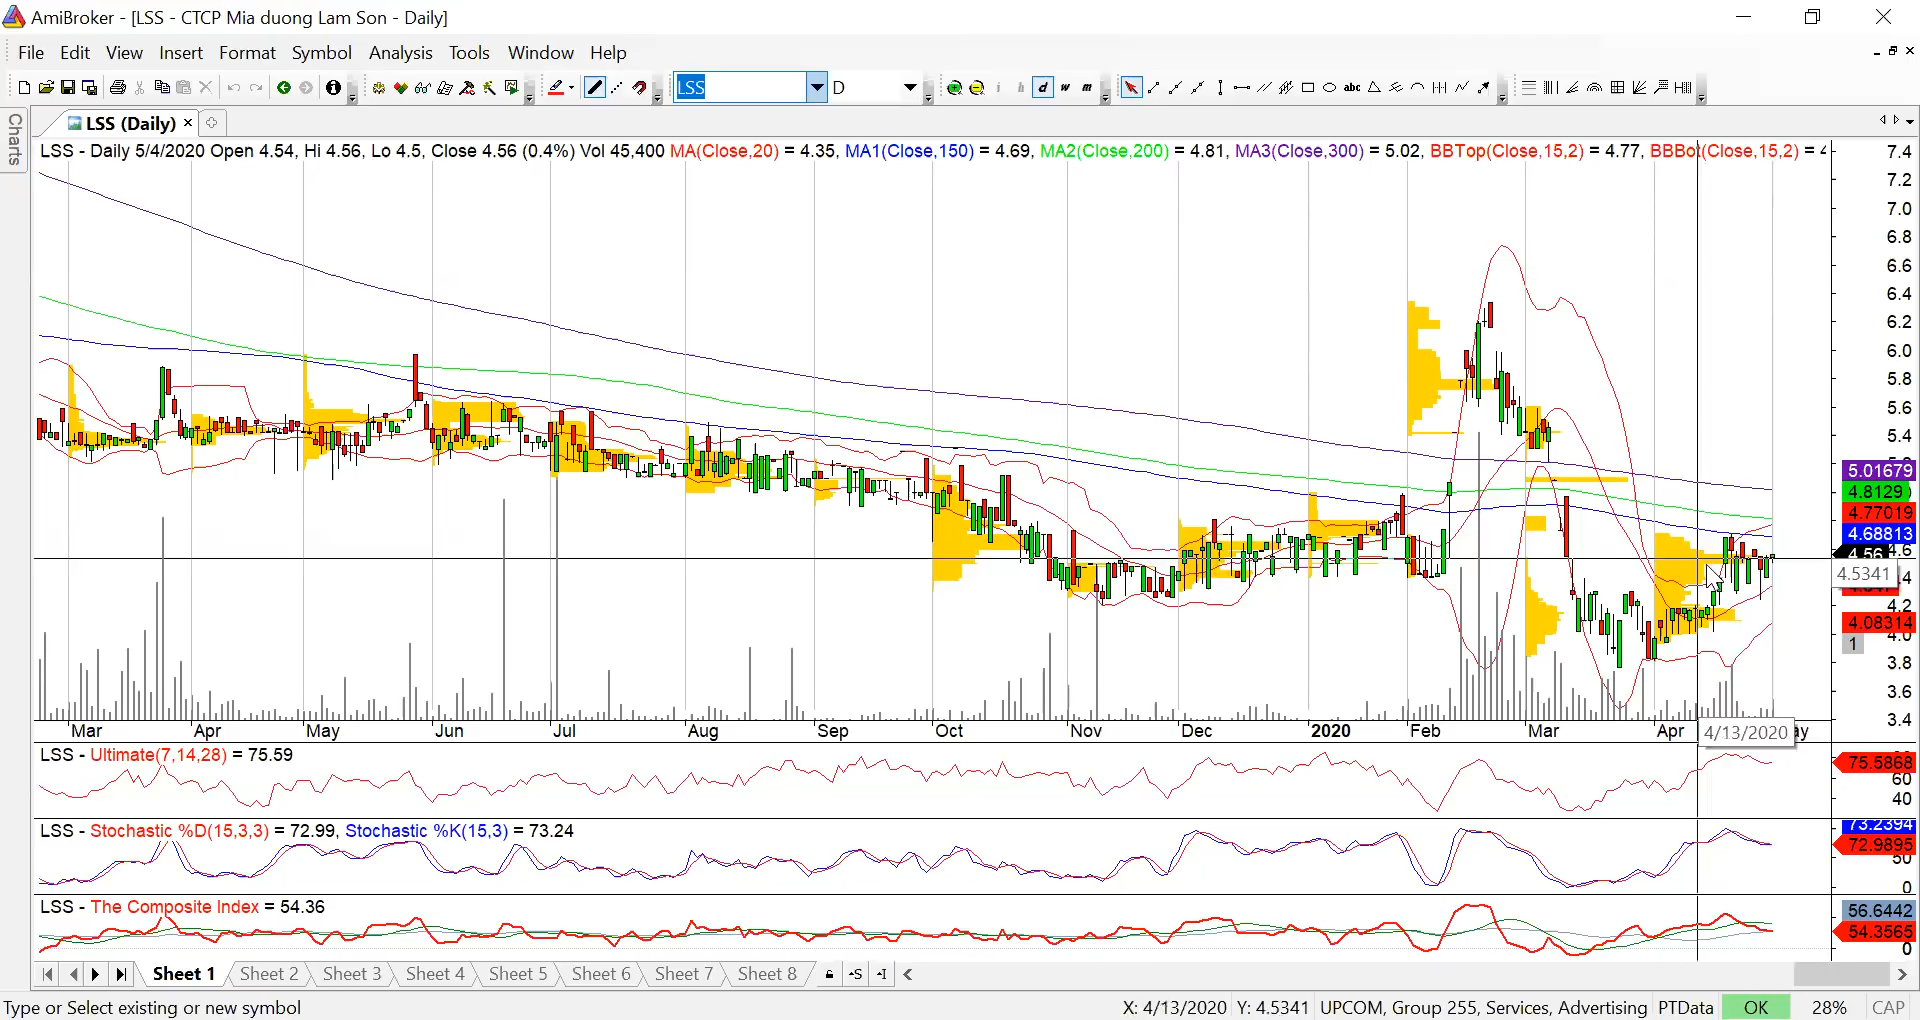 AmiBroker - [LSS - CTCP Mia duong Lam Son - Daily]
File Edit View Insert Format Symbol Analysis Tools Window Help
LSS D i h d w m abc
Charts
LSS (Daily)
LSS - Daily 5/4/2020 Open 4.54, Hi 4.56, Lo 4.5, Close 4.56 (0.4%) Vol 45,400 MA(Close,20) = 4.35, MA1(Close,150) = 4.69, MA2(Close,200) = 4.81, MA3(Close,300) = 5.02, BBTop(Close,15,2) = 4.77, BBBot(Close,15,2) = 4
7.4
7.2
7.0
6.8
6.6
6.4
6.2
6.0
5.8
5.6
5.4
5.01679
4.8129
4.77019
4.68813
4.56 4.6
4.5341
4.4
4.2
4.08314
4.0
1
3.8
3.6
3.4
Mar Apr May Jun Jul Aug Sep Oct Nov Dec 2020 Feb Mar Apr 4/13/2020
LSS - Ultimate(7,14,28) = 75.59
75.5868
60
40
LSS - Stochastic %D(15,3,3) = 72.99, Stochastic %K(15,3) = 73.24
73.2394
72.9895
50
0
LSS - The Composite Index = 54.36
56.6442
54.3565
0
Sheet 1 Sheet 2 Sheet 3 Sheet 4 Sheet 5 Sheet 6 Sheet 7 Sheet 8
Type or Select existing or new symbol X: 4/13/2020 Y: 4.5341 UPCOM, Group 255, Services, Advertising PTData OK 28% CAP